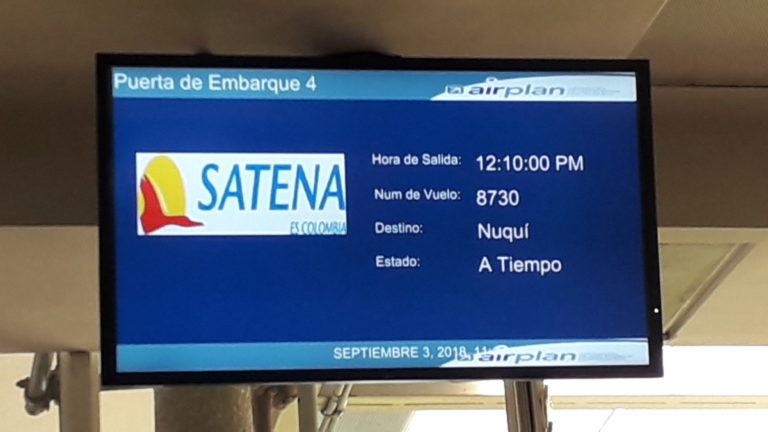 Puerta de Embarque 4
airplan
SATENA
ES COLOMBIA
Hora de Salida: 12:10:00 PM
Num de Vuelo: 8730
Destino: Nuquí
Estado: A Tiempo
SEPTIEMBRE 3, 2018, 11:
airplan